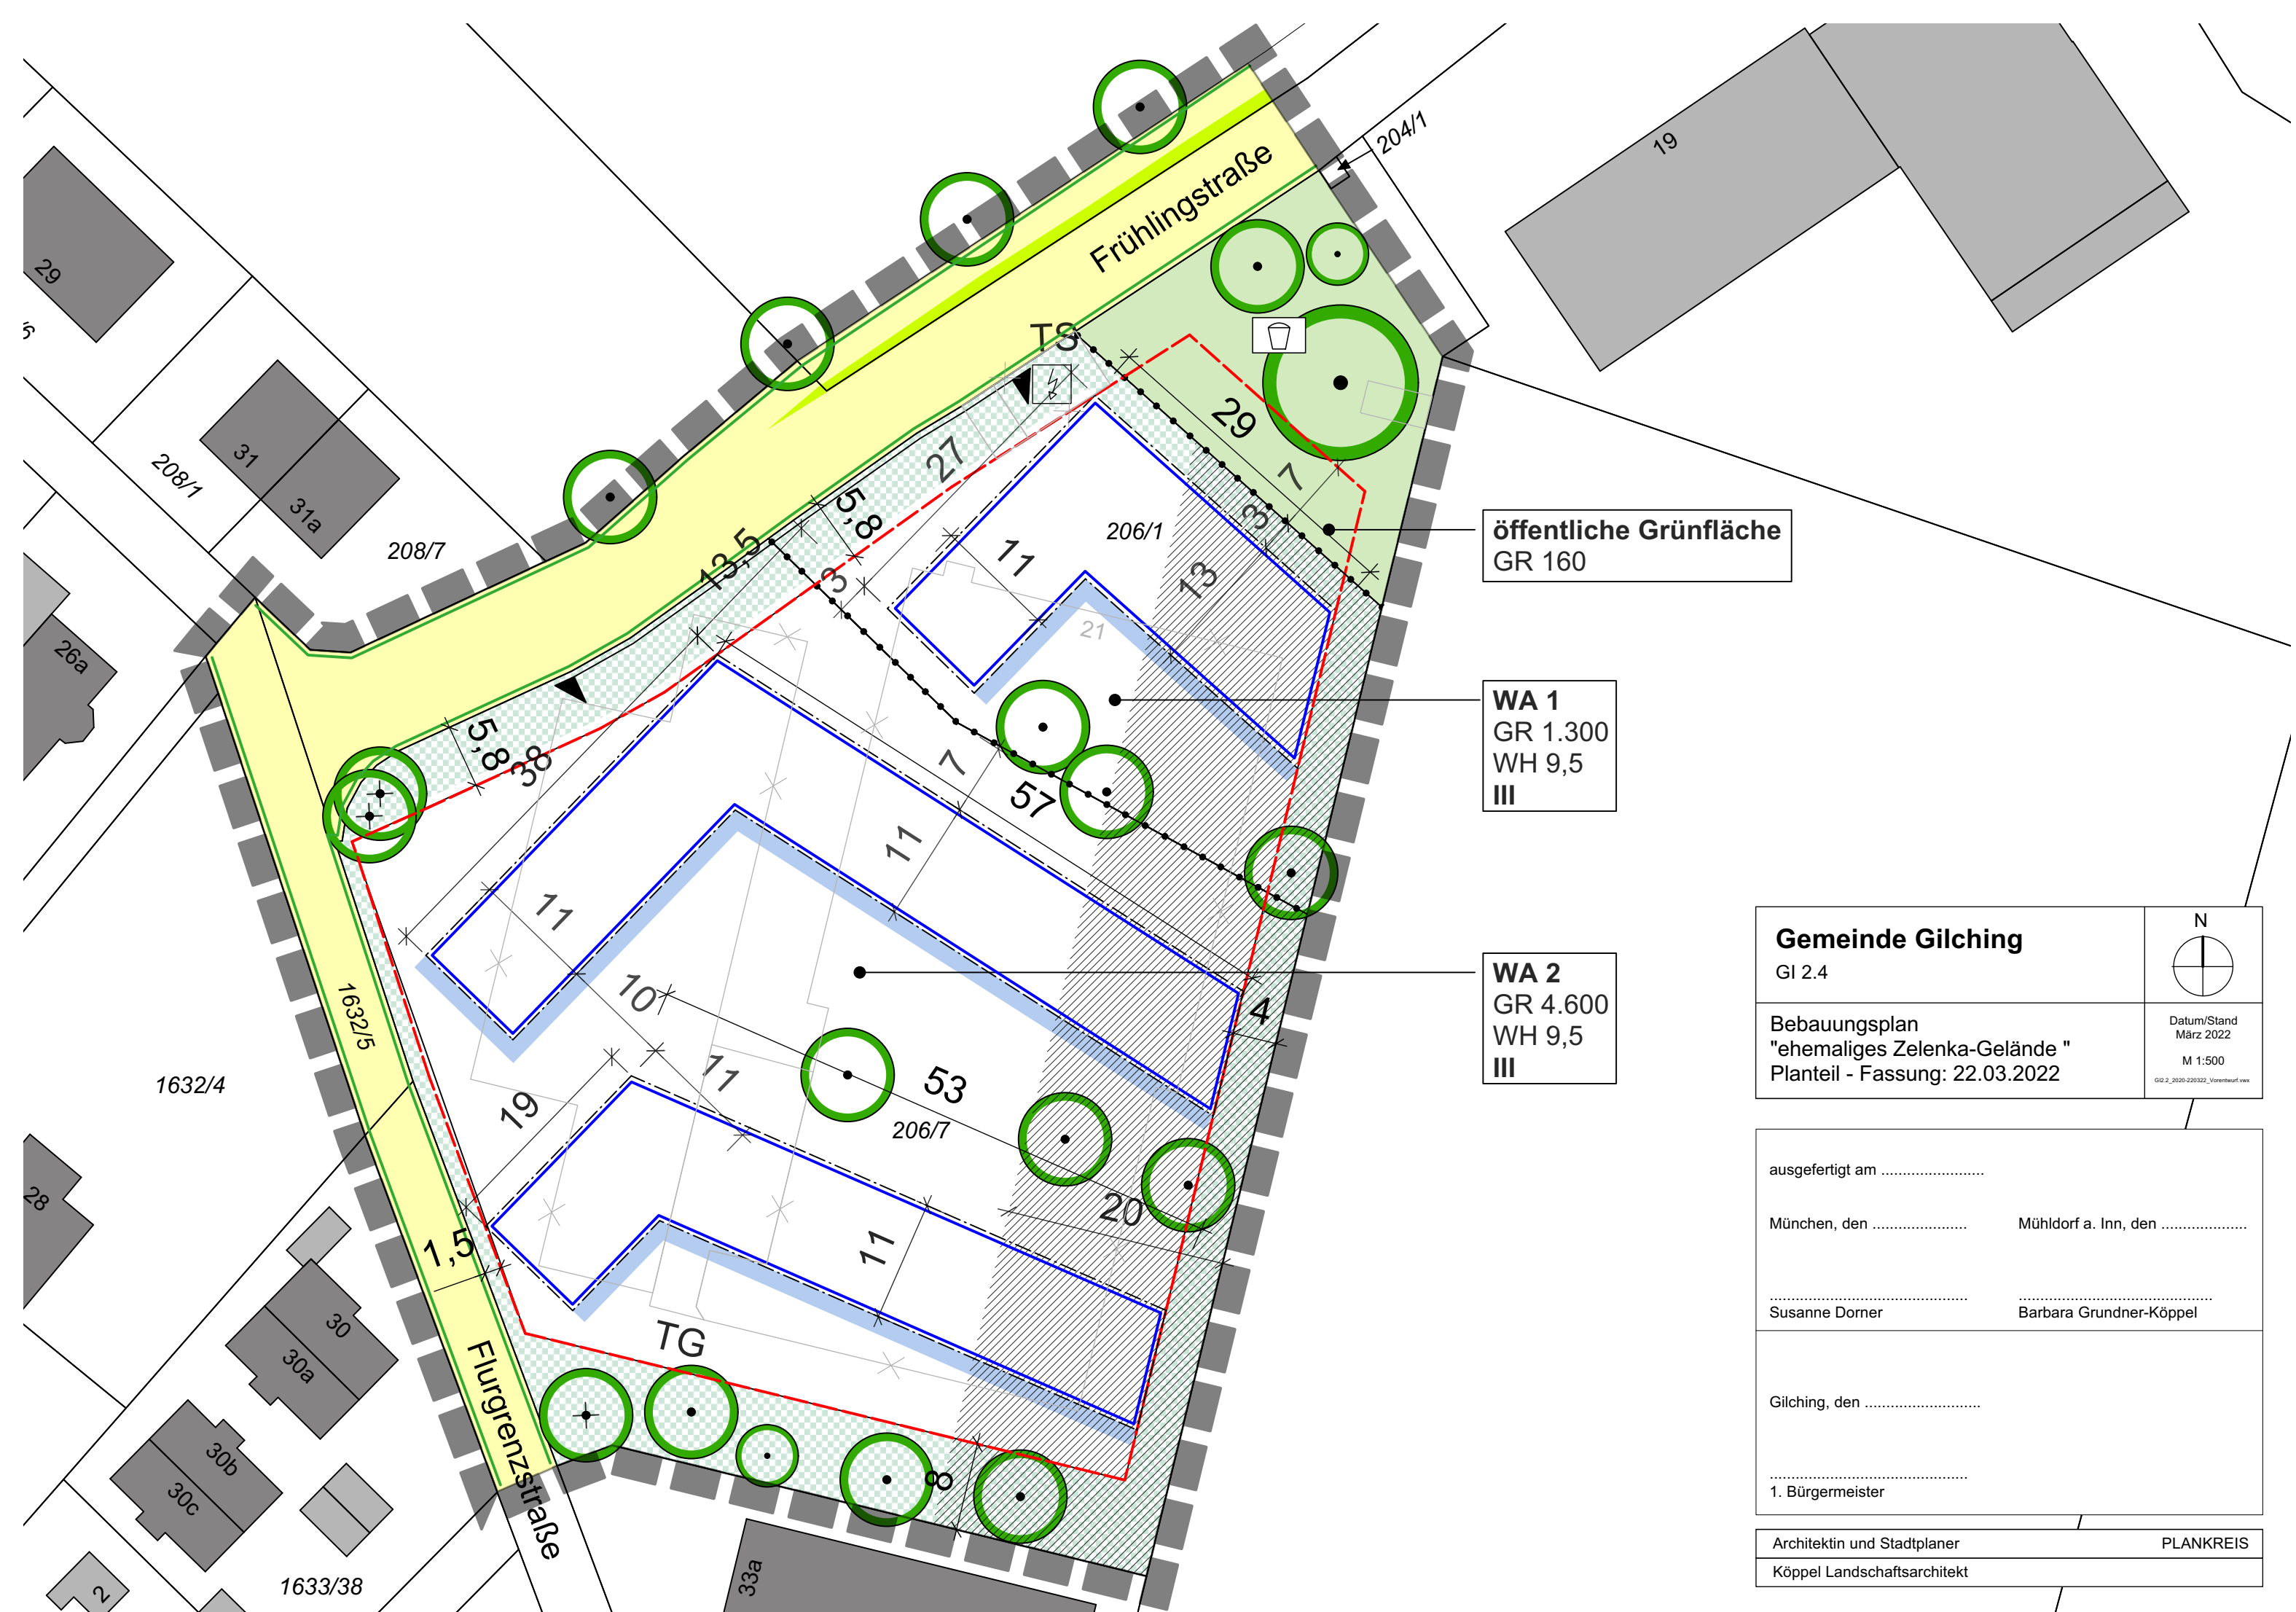 204/1
19
Frühlingstraße
29
TS
31
31a
208/1
208/7
27
29
7
3
5,8
13,5
3
11
206/1
13
21
öffentliche Grünfläche
GR 160
26a
5,8
38
7
57
11
WA 1
GR 1.300
WH 9,5
III
11
10
WA 2
GR 4.600
WH 9,5
III
4
1632/5
1632/4
11
53
206/7
19
20
28
1,5
11
30
30a
TG
Flurgrenzstraße
30b
30c
8
33a
2
1633/38
Gemeinde Gilching
GI 2.4
N
Bebauungsplan
"ehemaliges Zelenka-Gelände "
Planteil - Fassung: 22.03.2022
Datum/Stand
März 2022
M 1:500
GI2.2_2020-220322_Vorentwurf.vwx
ausgefertigt am ........................
München, den ......................
Mühldorf a. Inn, den ....................
Susanne Dorner
Barbara Grundner-Köppel
Gilching, den ...........................
1. Bürgermeister
Architektin und Stadtplaner PLANKREIS
Köppel Landschaftsarchitekt